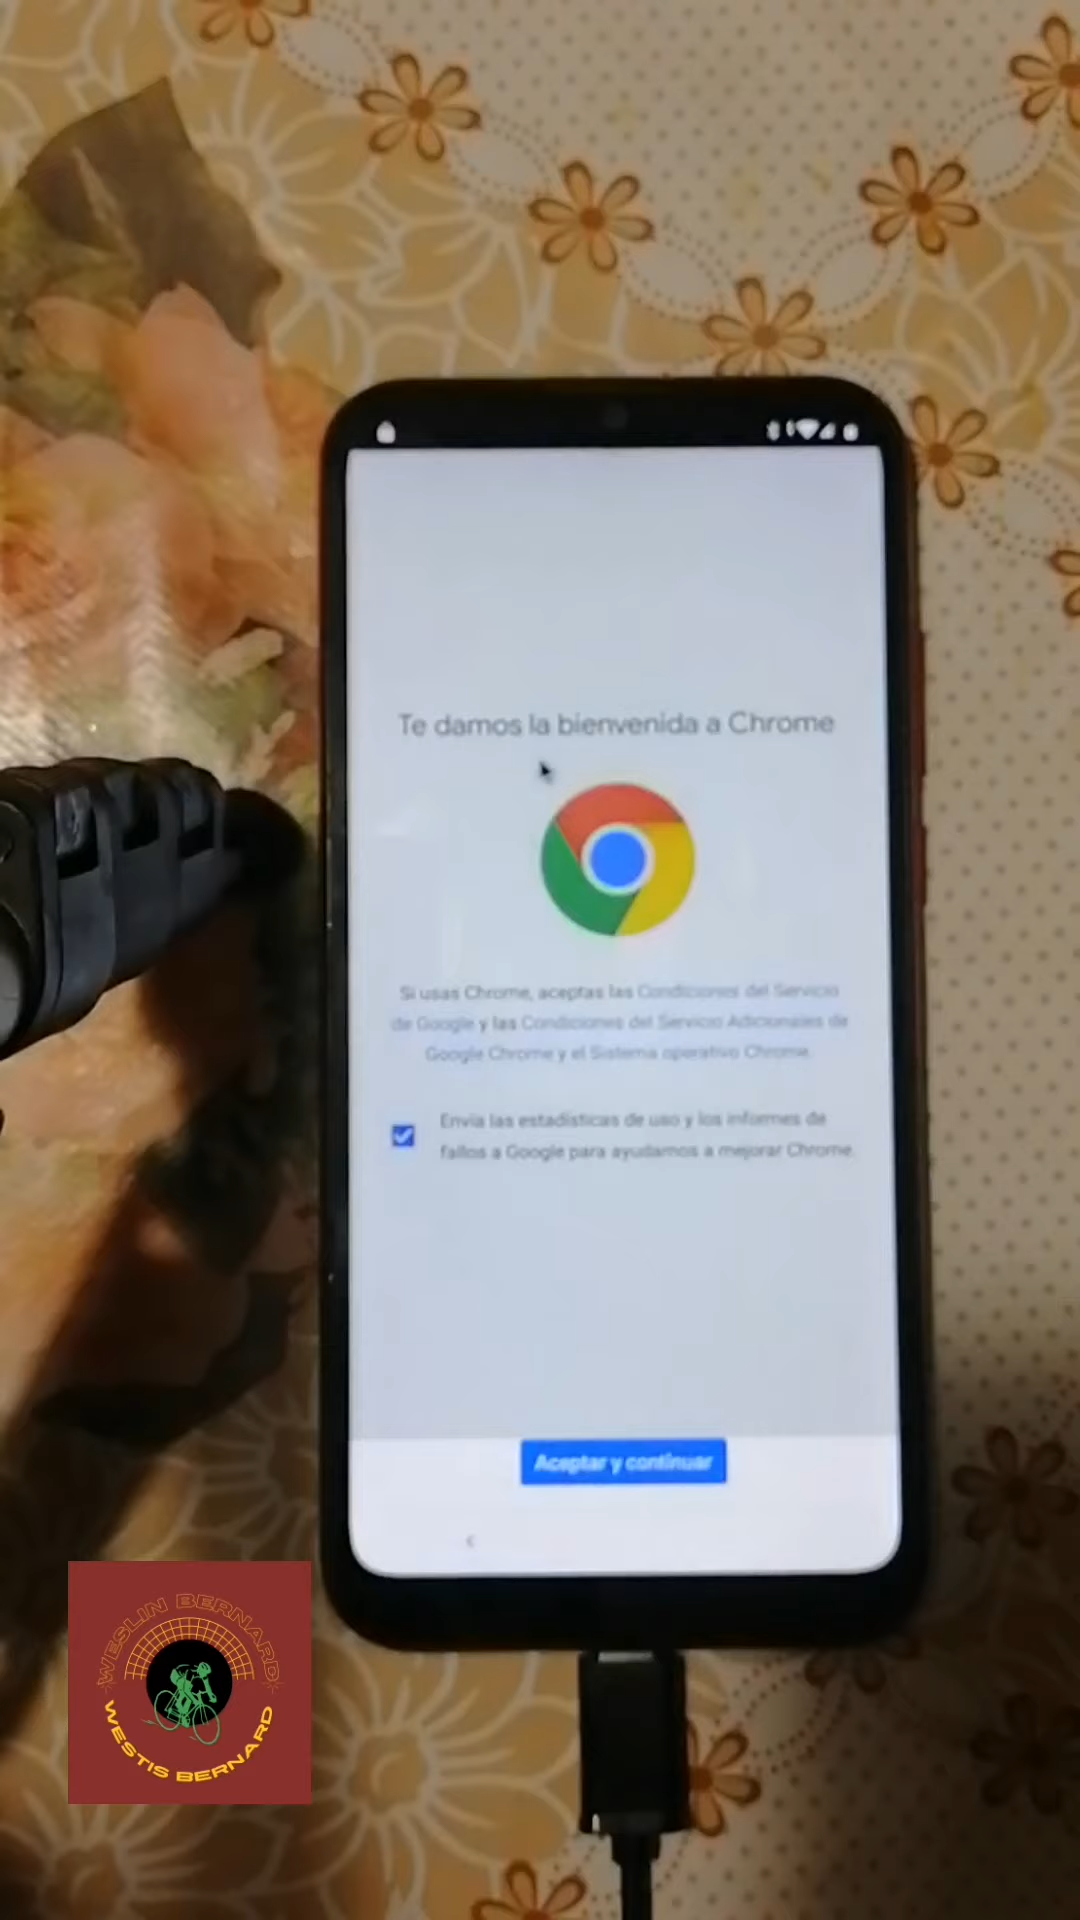 Te damos la bienvenida a Chrome
Si usas Chrome, aceptas las Condiciones del Servicio
de Google y las Condiciones del Servicio Adicionales de
Google Chrome y el Sistema operativo Chrome.
Envía las estadísticas de uso y los informes de
fallos a Google para ayudarnos a mejorar Chrome.
Aceptar y continuar
WESLIN BERNARD
WESTIS BERNARD